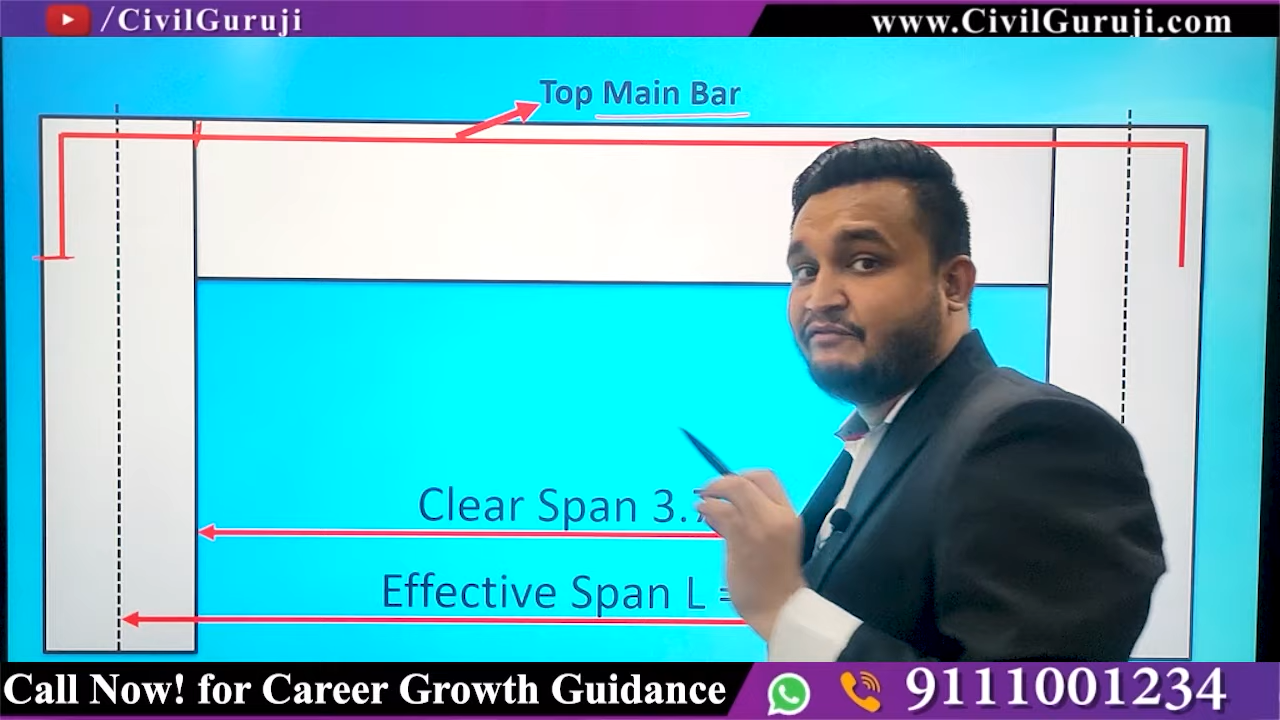 /CivilGuruji
www.CivilGuruji.com
Top Main Bar
Clear Span 3.
Effective Span L =
Call Now! for Career Growth Guidance
9111001234